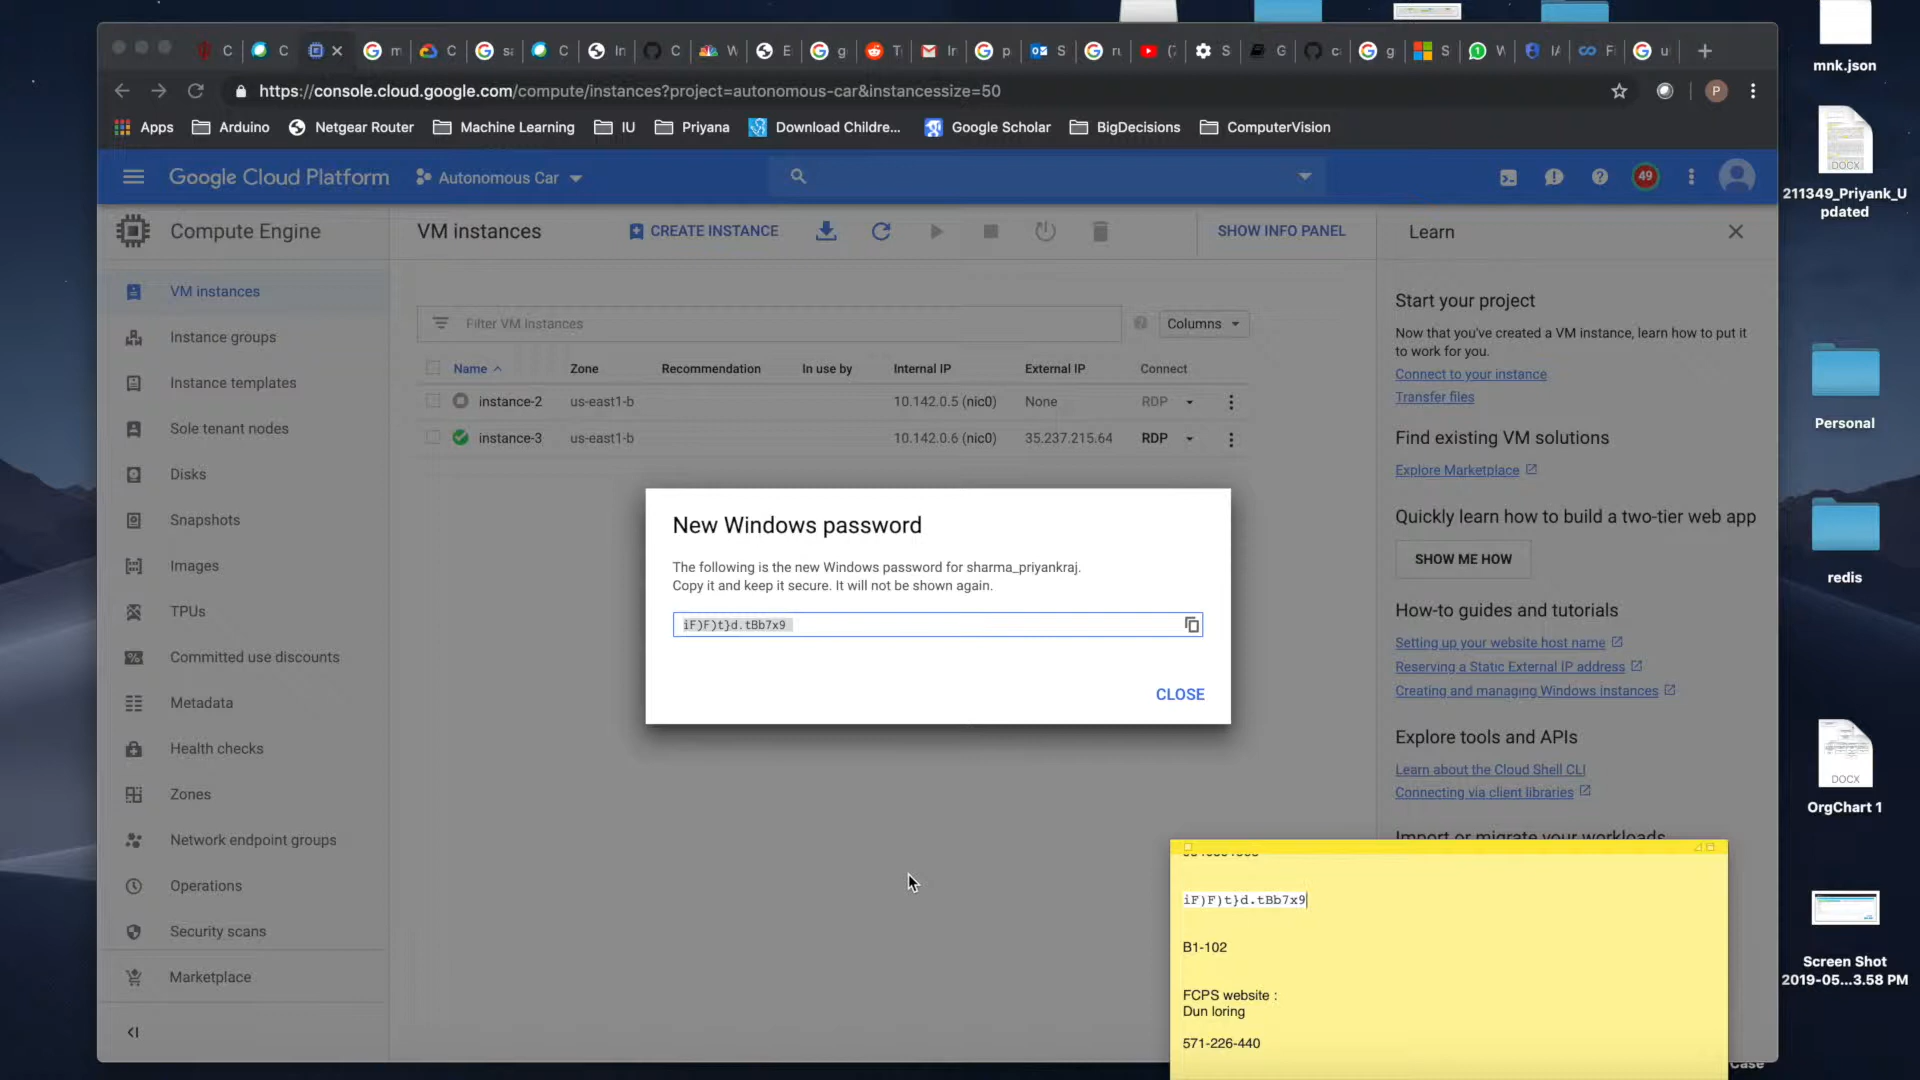 mnk.json
211349_Priyank_U
pdated
Personal
redis
OrgChart 1
Screen Shot
2019-05...3.58 PM
https://console.cloud.google.com/compute/instances?project=autonomous-car&instancessize=50
Apps
Arduino
Netgear Router
Machine Learning
IU
Priyana
Download Childre...
Google Scholar
BigDecisions
ComputerVision
Google Cloud Platform
Autonomous Car
49
Compute Engine
VM instances
CREATE INSTANCE
SHOW INFO PANEL
Learn
VM instances
Instance groups
Instance templates
Sole tenant nodes
Disks
Snapshots
Images
TPUs
Committed use discounts
Metadata
Health checks
Zones
Network endpoint groups
Operations
Security scans
Marketplace
Filter VM instances
Columns
Name Zone Recommendation In use by Internal IP External IP Connect
instance-2 us-east1-b 10.142.0.5 (nic0) None RDP
instance-3 us-east1-b 10.142.0.6 (nic0) 35.237.215.64 RDP
New Windows password
The following is the new Windows password for sharma_priyankraj.
Copy it and keep it secure. It will not be shown again.
iF)F)t}d.tBb7x9
CLOSE
Start your project
Now that you've created a VM instance, learn how to put it
to work for you.
Connect to your instance
Transfer files
Find existing VM solutions
Explore Marketplace
Quickly learn how to build a two-tier web app
SHOW ME HOW
How-to guides and tutorials
Setting up your website host name
Reserving a Static External IP address
Creating and managing Windows instances
Explore tools and APIs
Learn about the Cloud Shell CLI
Connecting via client libraries
Import or migrate your workloads
iF)F)t}d.tBb7x9
B1-102
FCPS website :
Dun loring
571-226-440
Case